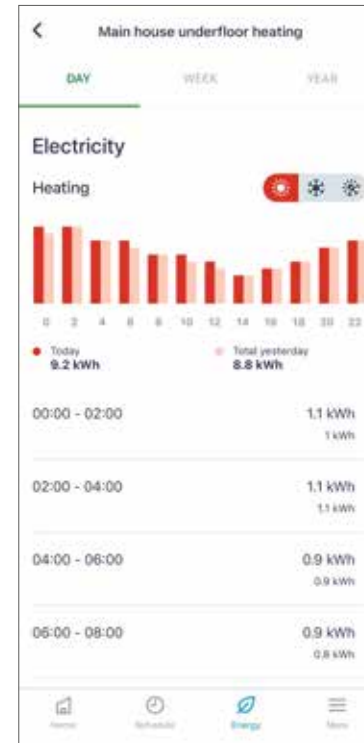 Main house underfloor heating
DAY WEEK YEAR
Electricity
Heating
0 2 4 6 8 10 12 14 16 18 20 22
Today Total yesterday
9.2 kWh 8.8 kWh
00:00 - 02:00 1.1 kWh
1 kWh
02:00 - 04:00 1.1 kWh
1.1 kWh
04:00 - 06:00 0.9 kWh
0.9 kWh
06:00 - 08:00 0.9 kWh
0.8 kWh
Home Schedule Energy More